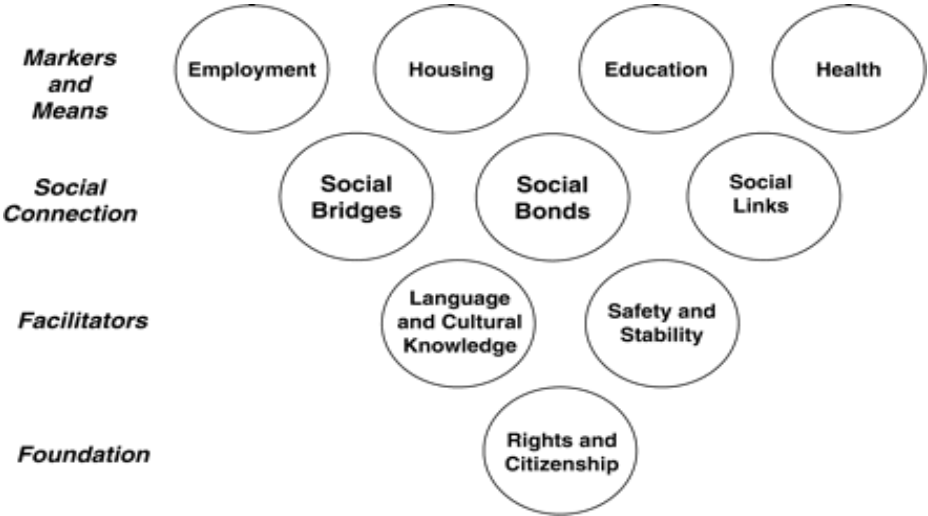 Markers
and
Means
Employment
Housing
Education
Health
Social
Connection
Social
Bridges
Social
Bonds
Social
Links
Facilitators
Language
and Cultural
Knowledge
Safety and
Stability
Foundation
Rights and
Citizenship